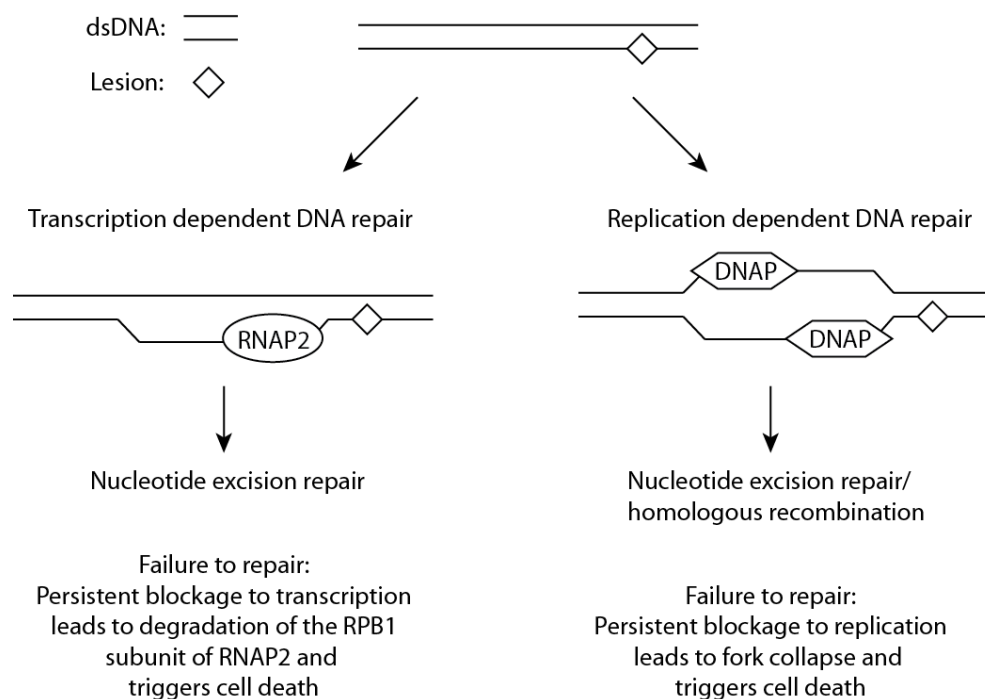 dsDNA:
Lesion:
Transcription dependent DNA repair
Replication dependent DNA repair
DNAP
RNAP2
DNAP
Nucleotide excision repair
Nucleotide excision repair/
homologous recombination
Failure to repair:
Persistent blockage to transcription
leads to degradation of the RPB1
subunit of RNAP2 and
triggers cell death
Failure to repair:
Persistent blockage to replication
leads to fork collapse and
triggers cell death